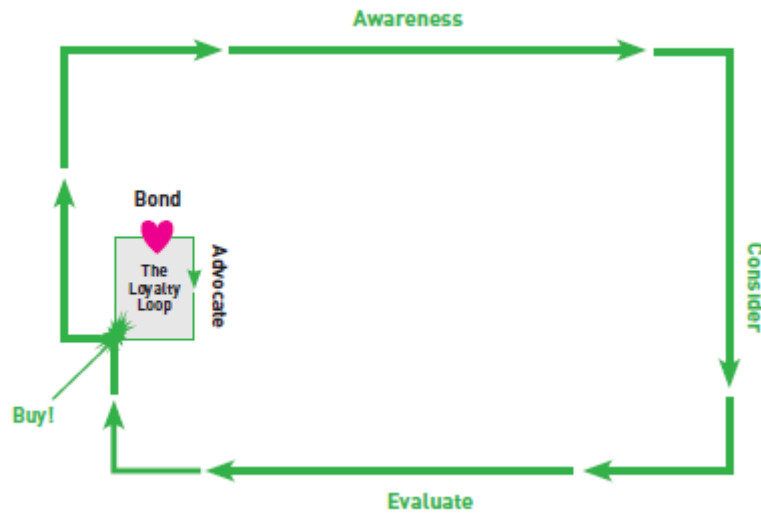 Awareness
Bond
The
Loyalty
Loop
Advocate
Consider
Buy!
Evaluate